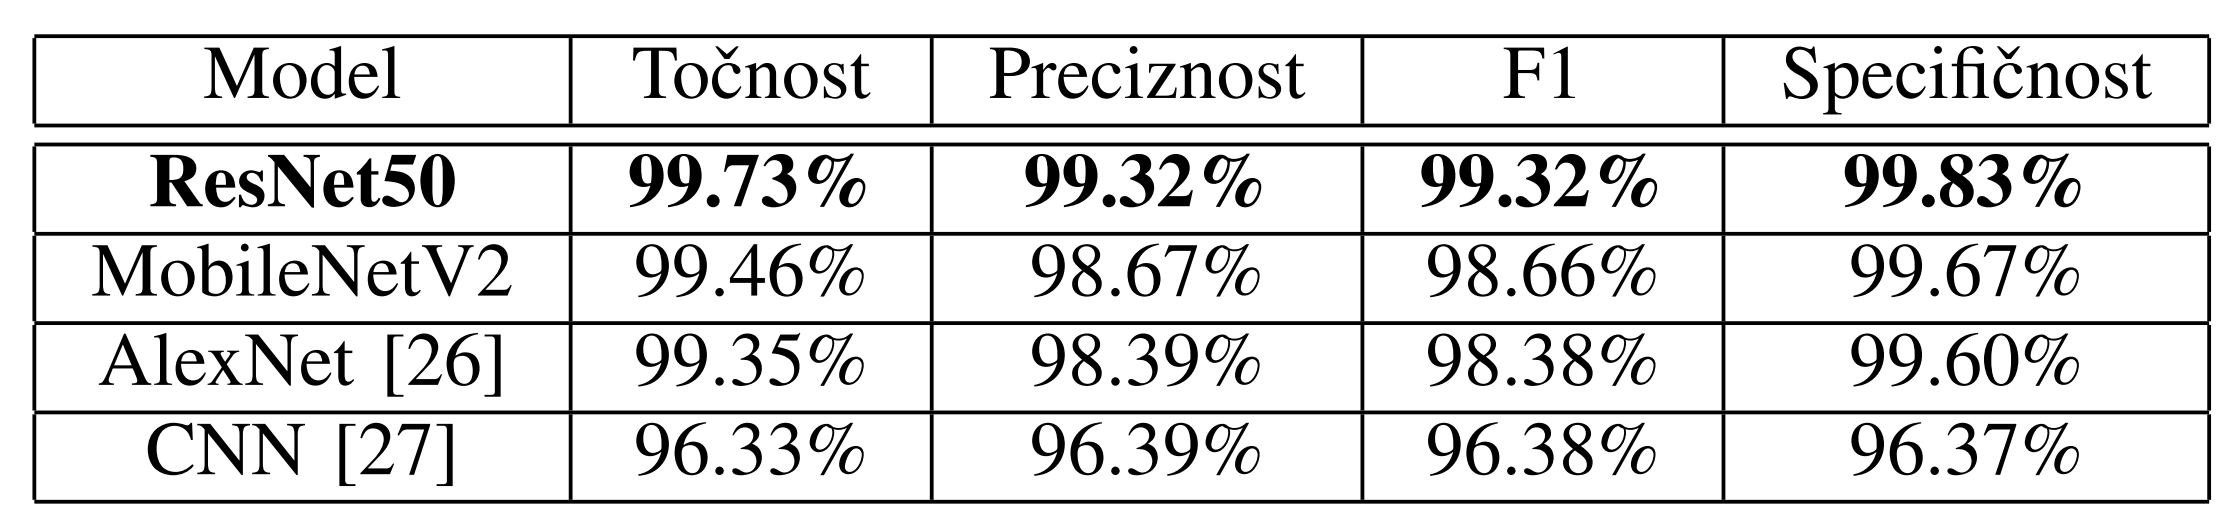 Model Točnost Preciznost F1 Specifičnost
ResNet50 99.73% 99.32% 99.32% 99.83%
MobileNetV2 99.46% 98.67% 98.66% 99.67%
AlexNet [26] 99.35% 98.39% 98.38% 99.60%
CNN [27] 96.33% 96.39% 96.38% 96.37%